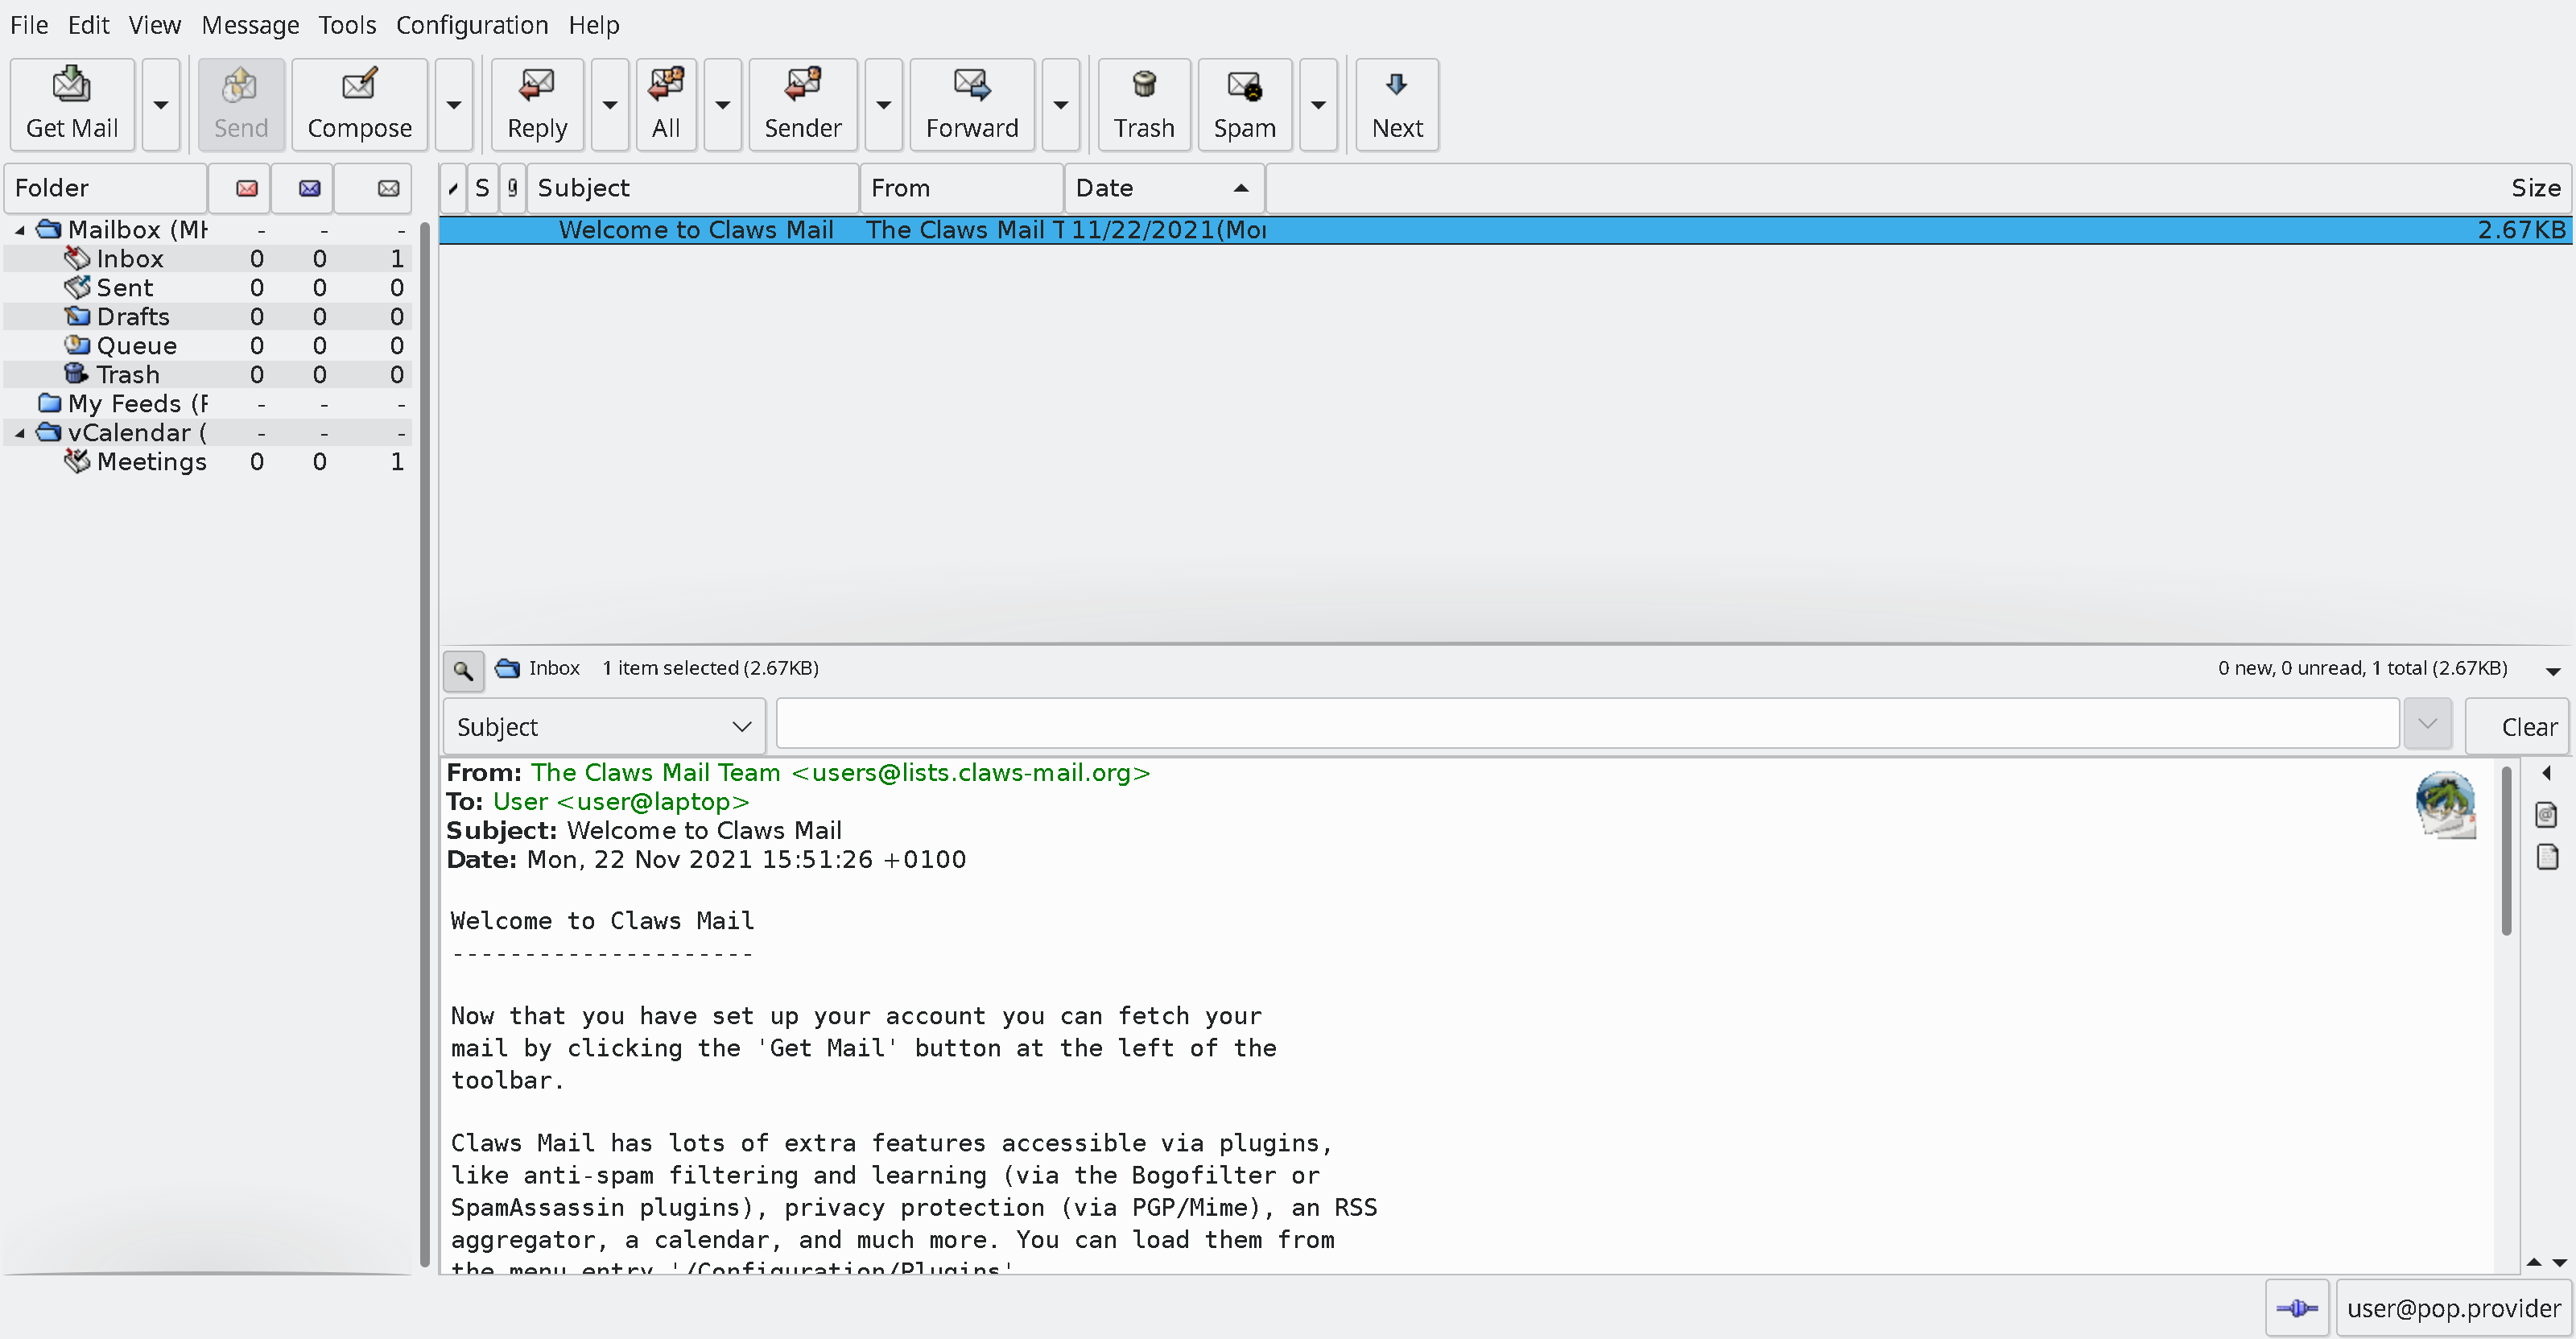 File Edit View Message Tools Configuration Help
Get Mail Send Compose Reply All Sender Forward Trash Spam Next
Folder S Subject From Date Size
Mailbox (MH - - -
Welcome to Claws Mail The Claws Mail T 11/22/2021(Mon 2.67KB
Inbox 0 0 1
Sent 0 0 0
Drafts 0 0 0
Queue 0 0 0
Trash 0 0 0
My Feeds (F - - -
vCalendar ( - - -
Meetings 0 0 1
Inbox 1 item selected (2.67KB) 0 new, 0 unread, 1 total (2.67KB)
Subject Clear
From: The Claws Mail Team <users@lists.claws-mail.org>
To: User <user@laptop>
Subject: Welcome to Claws Mail
Date: Mon, 22 Nov 2021 15:51:26 +0100
Welcome to Claws Mail
---------------------
Now that you have set up your account you can fetch your
mail by clicking the 'Get Mail' button at the left of the
toolbar.
Claws Mail has lots of extra features accessible via plugins,
like anti-spam filtering and learning (via the Bogofilter or
SpamAssassin plugins), privacy protection (via PGP/Mime), an RSS
aggregator, a calendar, and much more. You can load them from
the menu entry '/Configuration/Plugins'
user@pop.provider